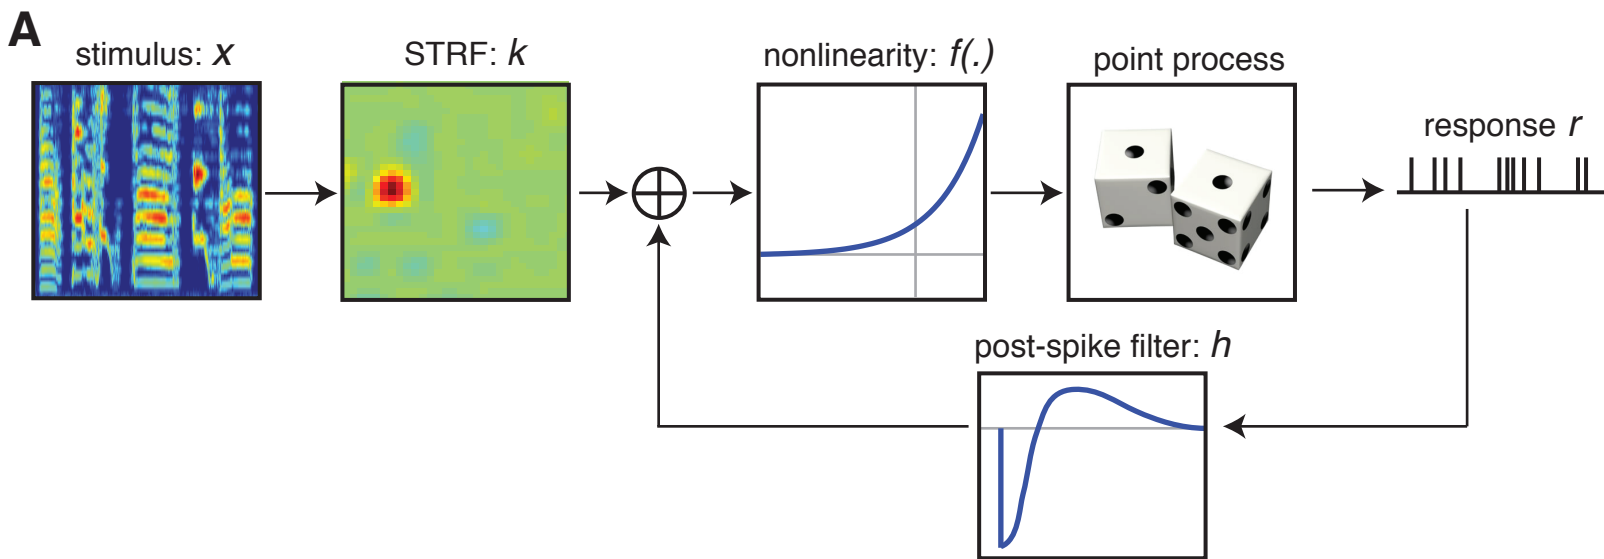 A
stimulus: x
STRF: k
nonlinearity: f(.)
point process
response r
post-spike filter: h